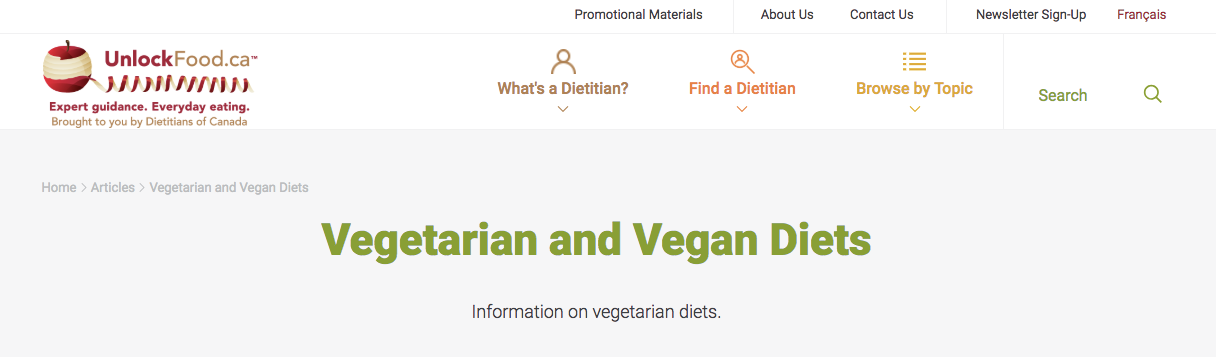 Promotional Materials About Us Contact Us Newsletter Sign-Up Français
UnlockFood.ca™
Expert guidance. Everyday eating.
Brought to you by Dietitians of Canada
What's a Dietitian? Find a Dietitian Browse by Topic Search
Home > Articles > Vegetarian and Vegan Diets
Vegetarian and Vegan Diets
Information on vegetarian diets.